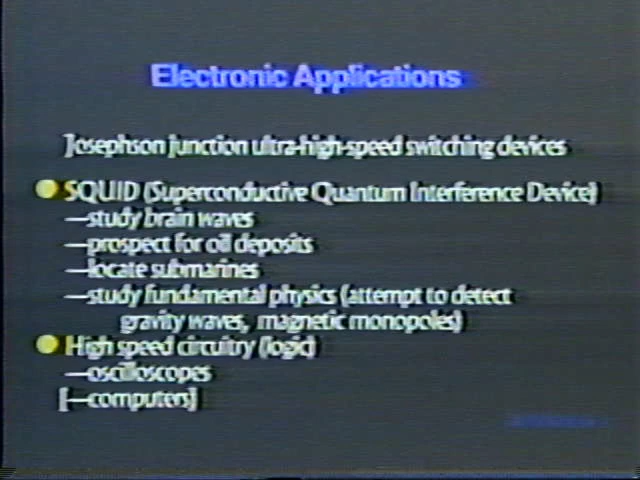 Electronic Applications
Josephson junction ultra-high-speed switching devices
SQUID (Superconductive Quantum Interference Device)
—study brain waves
—prospect for oil deposits
—locate submarines
—study fundamental physics (attempt to detect
gravity waves, magnetic monopoles)
High speed circuitry (logic)
—oscilloscopes
[—computers]